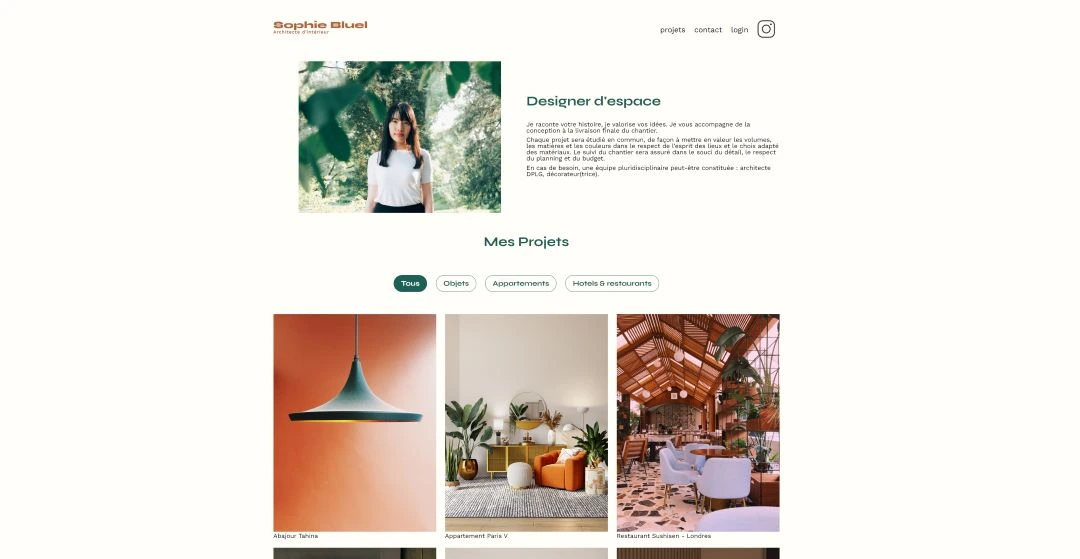 Sophie Bluel
Architecte d'intérieur
projets contact login
Designer d'espace
Je raconte votre histoire, je valorise vos idées. Je vous accompagne de la
conception à la livraison finale du chantier.
Chaque projet sera étudié en commun, de façon à mettre en valeur les volumes,
les matières et les couleurs dans le respect de l'esprit des lieux et le choix adapté
des matériaux. Le suivi du chantier sera assuré dans le souci du détail, le respect
du planning et du budget.
En cas de besoin, une équipe pluridisciplinaire peut-être constituée : architecte
DPLG, décorateur(trice).
Mes Projets
Tous Objets Appartements Hotels & restaurants
Abajour Tahina
Appartement Paris V
Restaurant Sushisen - Londres